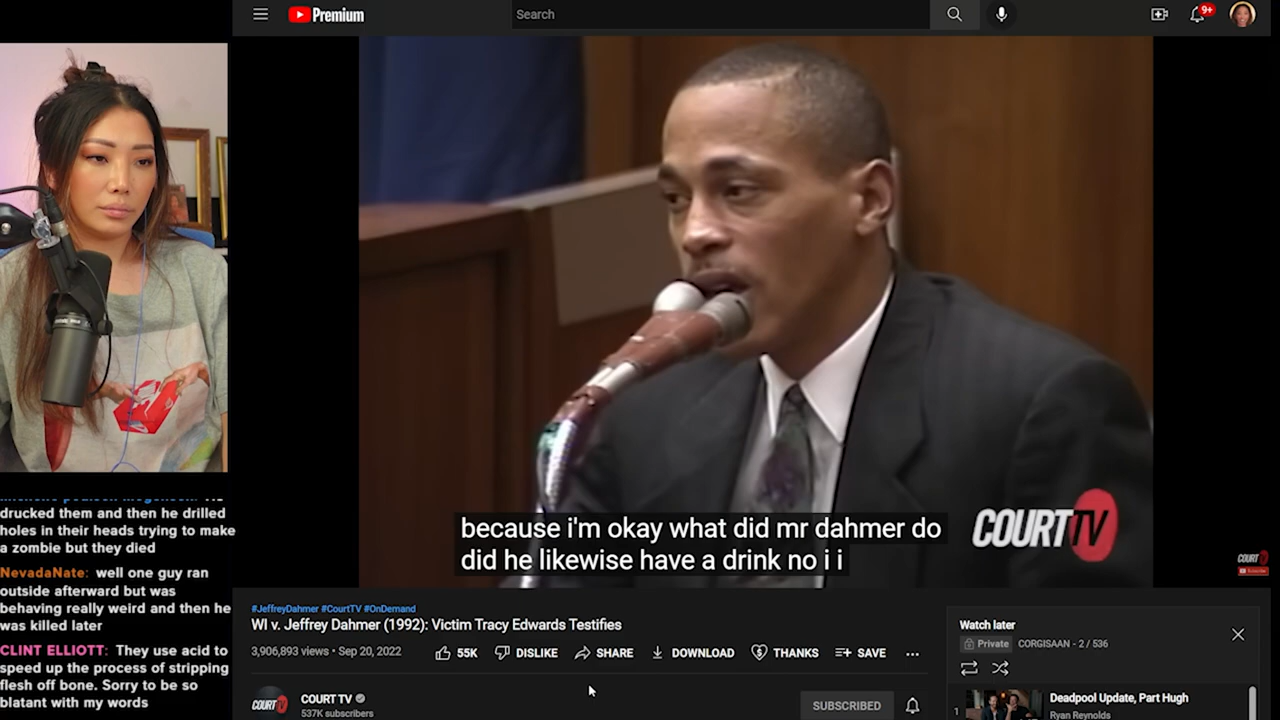 Premium
Search
9+
because i'm okay what did mr dahmer do
did he likewise have a drink no i i
COURT TV
COURT TV
#JeffreyDahmer #CourtTV #OnDemand
WI v. Jeffrey Dahmer (1992): Victim Tracy Edwards Testifies
3,906,893 views • Sep 20, 2022
55K
DISLIKE
SHARE
DOWNLOAD
THANKS
SAVE
COURT TV
COURT TV
537K subscribers
SUBSCRIBED
Watch later
Private
CORGISAAN - 2 / 536
1
Deadpool Update, Part Hugh
Ryan Reynolds
drucked them and then he drilled
holes in their heads trying to make
a zombie but they died
NevadaNate: well one guy ran
outside afterward but was
behaving really weird and then he
was killed later
CLINT ELLIOTT: They use acid to
speed up the process of stripping
flesh off bone. Sorry to be so
blatant with my words